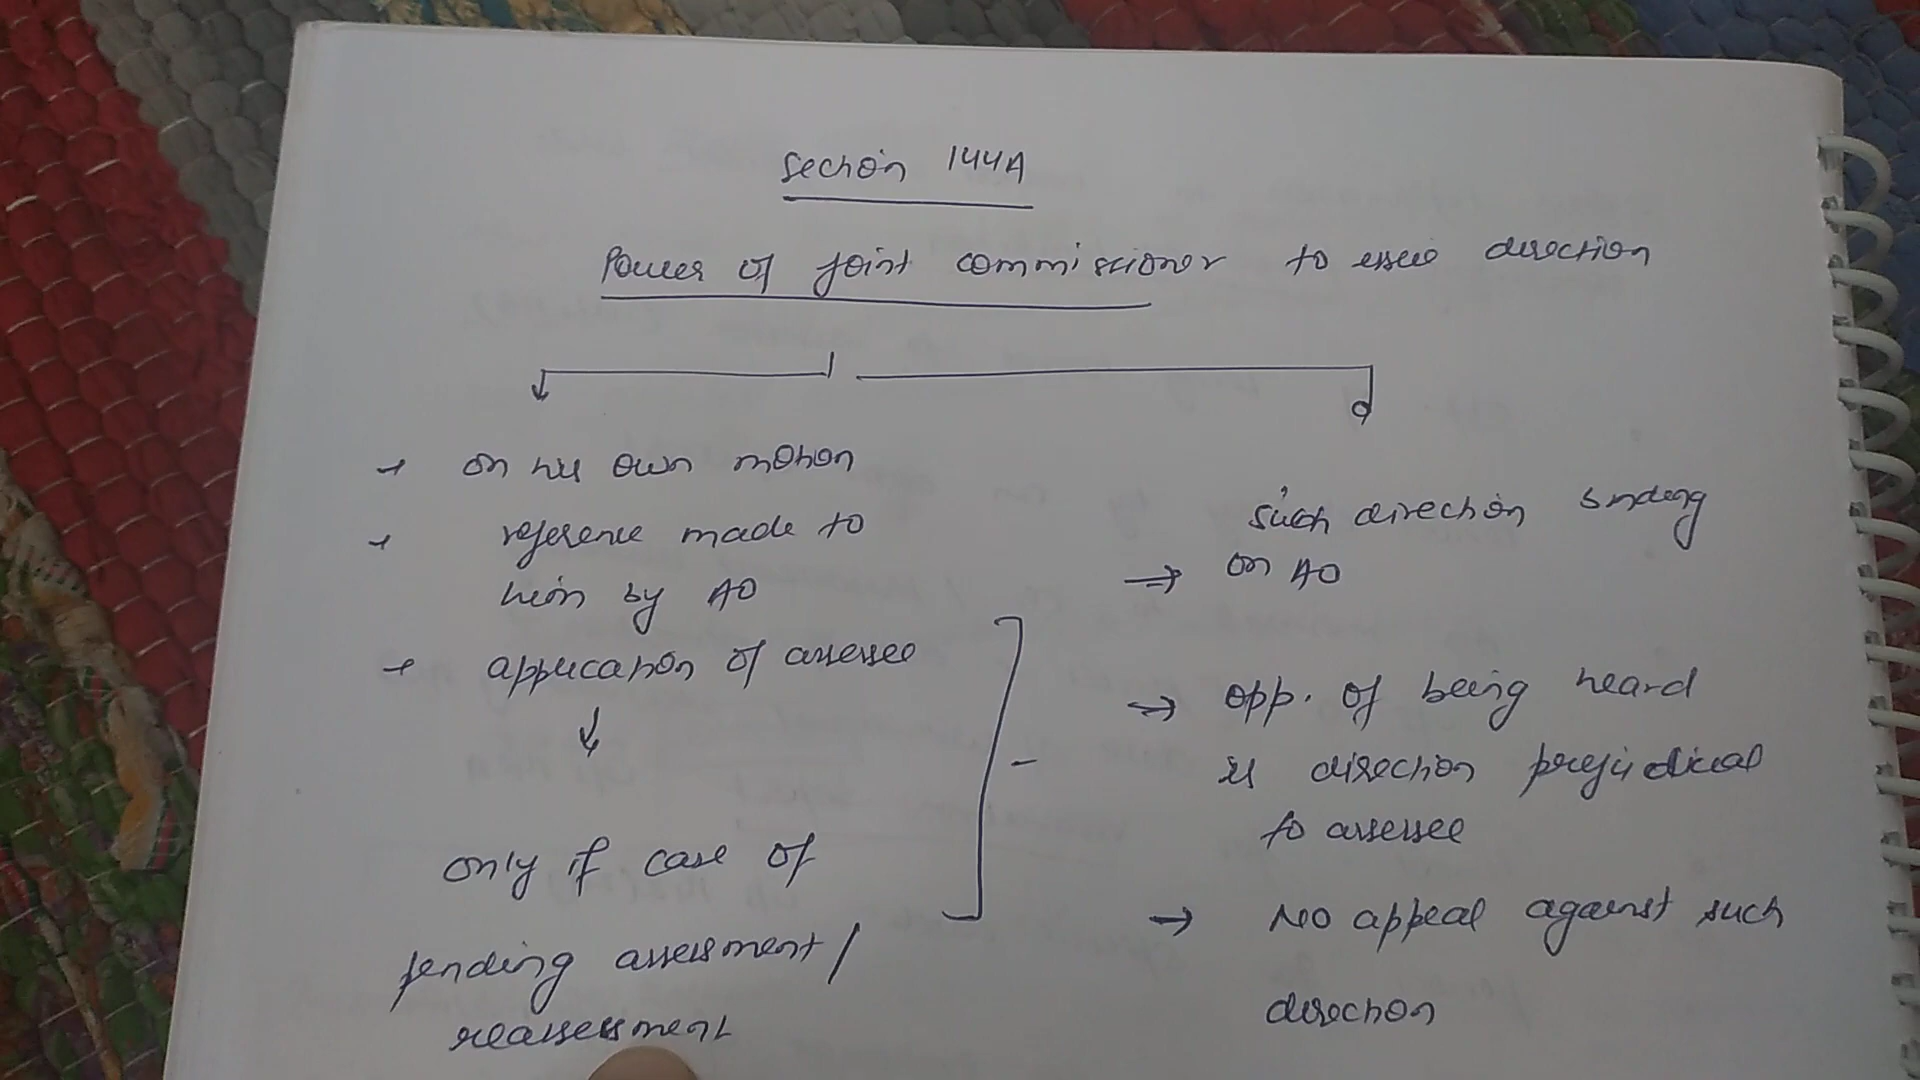 Section 144A
Power of Joint Commissioner to issue direction
→ on his own motion
→ reference made to
him by AO
→ application of assessee
↓
only if case of
pending assessment /
reassessment
such direction binding
⇒ on AO
⇒ opp. of being heard
is direction prejudicial
to assessee
→ No appeal against such
direction